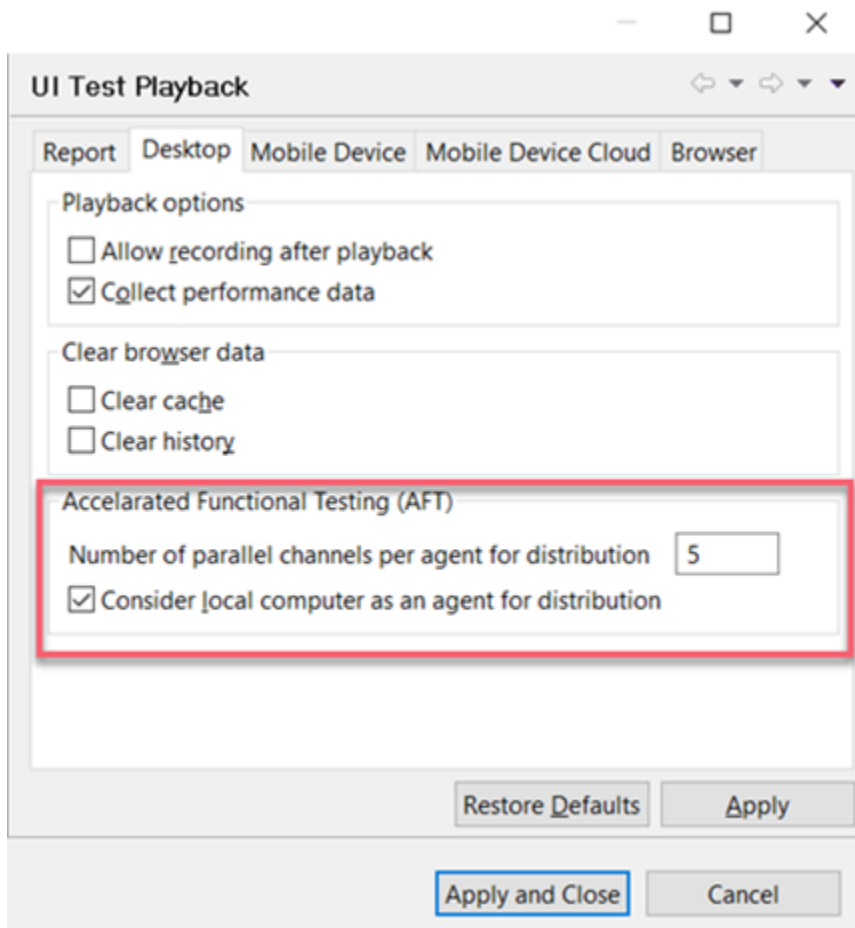 UI Test Playback
Report Desktop Mobile Device Mobile Device Cloud Browser
Playback options
Allow recording after playback
Collect performance data
Clear browser data
Clear cache
Clear history
Accelarated Functional Testing (AFT)
Number of parallel channels per agent for distribution 5
Consider local computer as an agent for distribution
Restore Defaults Apply
Apply and Close Cancel